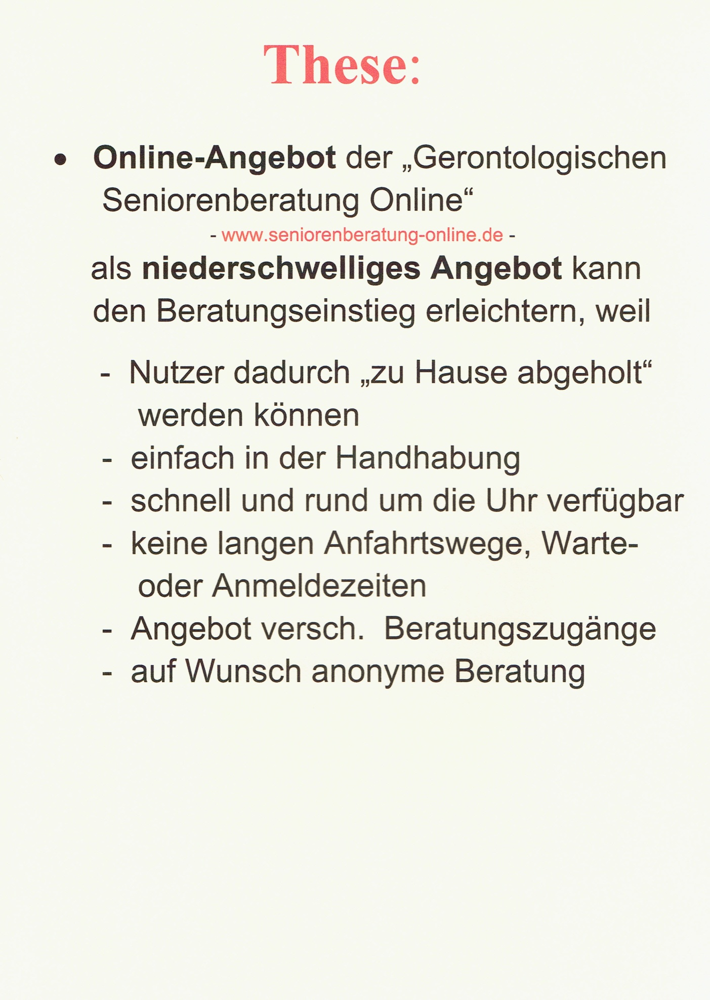 These:
• Online-Angebot der „Gerontologischen
Seniorenberatung Online“
- www.seniorenberatung-online.de -
als niederschwelliges Angebot kann
den Beratungseinstieg erleichtern, weil
- Nutzer dadurch „zu Hause abgeholt“
werden können
- einfach in der Handhabung
- schnell und rund um die Uhr verfügbar
- keine langen Anfahrtswege, Warte-
oder Anmeldezeiten
- Angebot versch. Beratungszugänge
- auf Wunsch anonyme Beratung